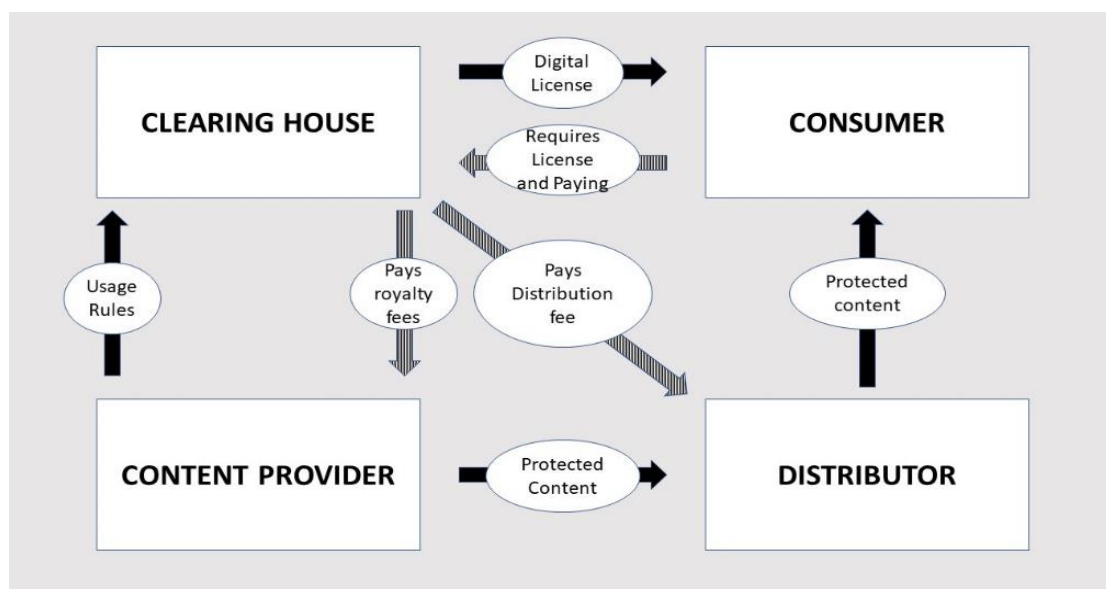 Digital
License
CLEARING HOUSE
CONSUMER
Requires
License
and Paying
Usage
Rules
Pays
royalty
fees
Pays
Distribution
fee
Protected
content
CONTENT PROVIDER
Protected
Content
DISTRIBUTOR